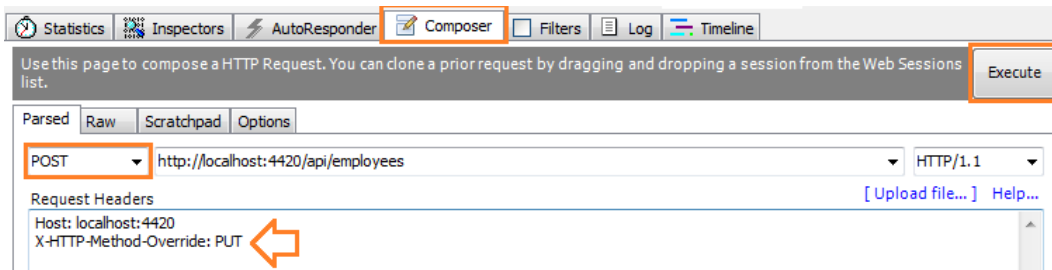 Statistics Inspectors AutoResponder Composer Filters Log Timeline
Use this page to compose a HTTP Request. You can clone a prior request by dragging and dropping a session from the Web Sessions
list.
Execute
Parsed Raw Scratchpad Options
POST http://localhost:4420/api/employees HTTP/1.1
Request Headers [ Upload file... ] Help...
Host: localhost:4420
X-HTTP-Method-Override: PUT